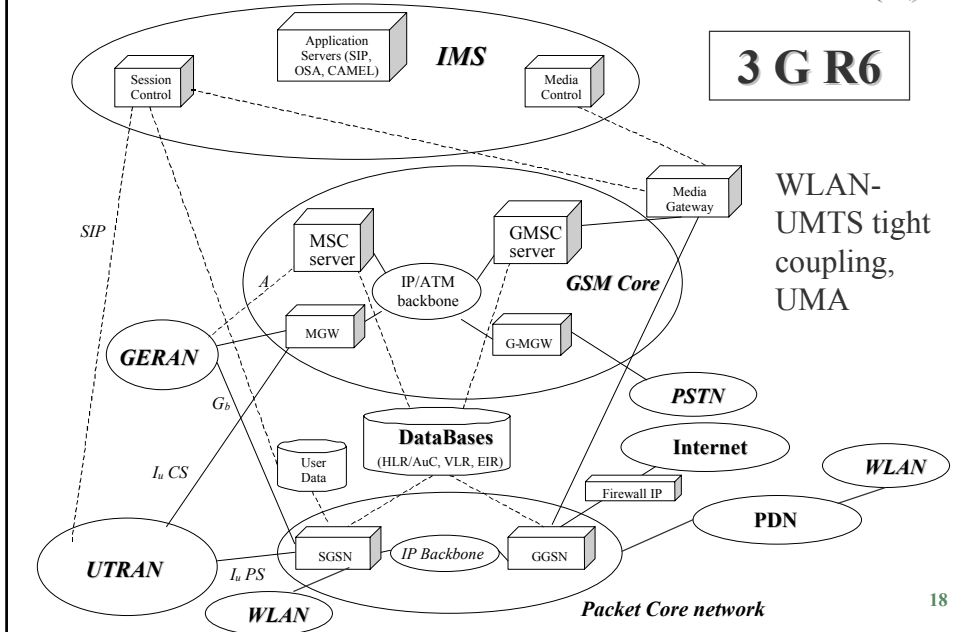 3 G R6
Application
Servers (SIP,
OSA, CAMEL)
IMS
Session
Control
Media
Control
Media
Gateway
WLAN-
UMTS tight
coupling,
UMA
SIP
MSC
server
GMSC
server
A
IP/ATM
backbone
GSM Core
MGW
G-MGW
GERAN
PSTN
Gb
DataBases
(HLR/AuC, VLR, EIR)
Internet
User
Data
WLAN
Iu CS
Firewall IP
PDN
SGSN
IP Backbone
GGSN
UTRAN
Iu PS
WLAN
Packet Core network
18